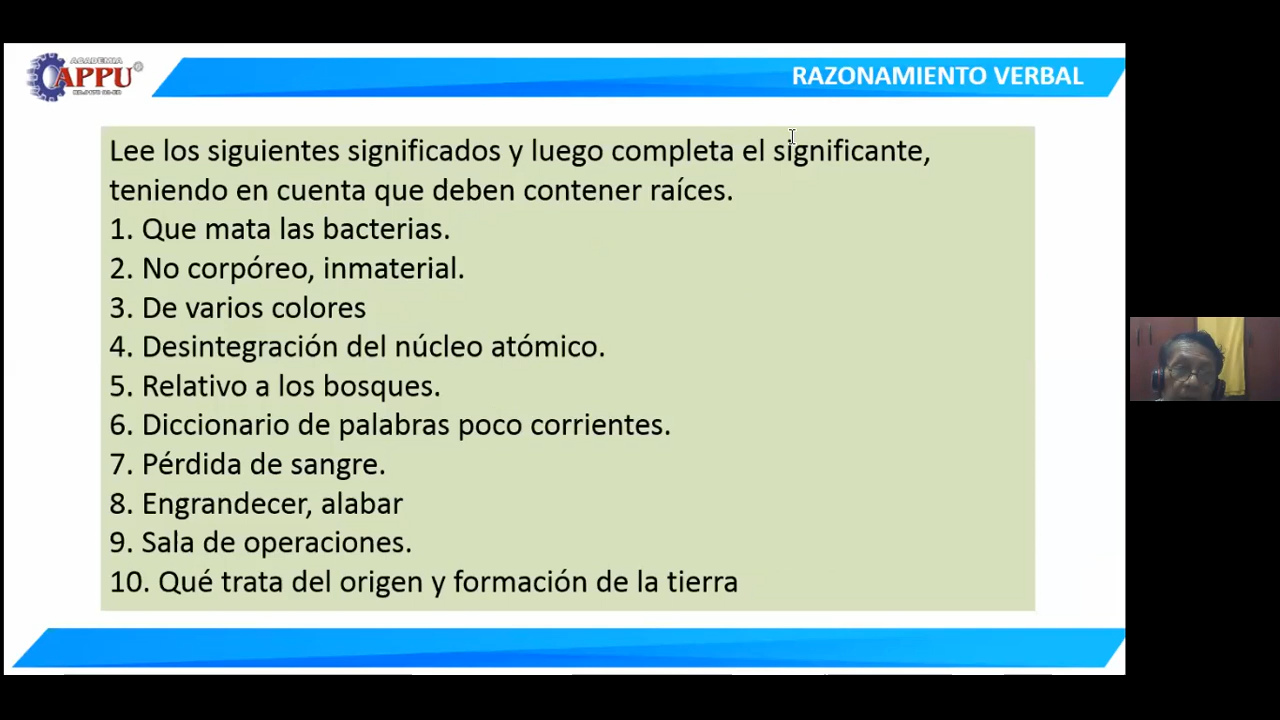 ACADEMIA
APPU
RAZONAMIENTO VERBAL
Lee los siguientes significados y luego completa el significante,
teniendo en cuenta que deben contener raíces.
1. Que mata las bacterias.
2. No corpóreo, inmaterial.
3. De varios colores
4. Desintegración del núcleo atómico.
5. Relativo a los bosques.
6. Diccionario de palabras poco corrientes.
7. Pérdida de sangre.
8. Engrandecer, alabar
9. Sala de operaciones.
10. Qué trata del origen y formación de la tierra